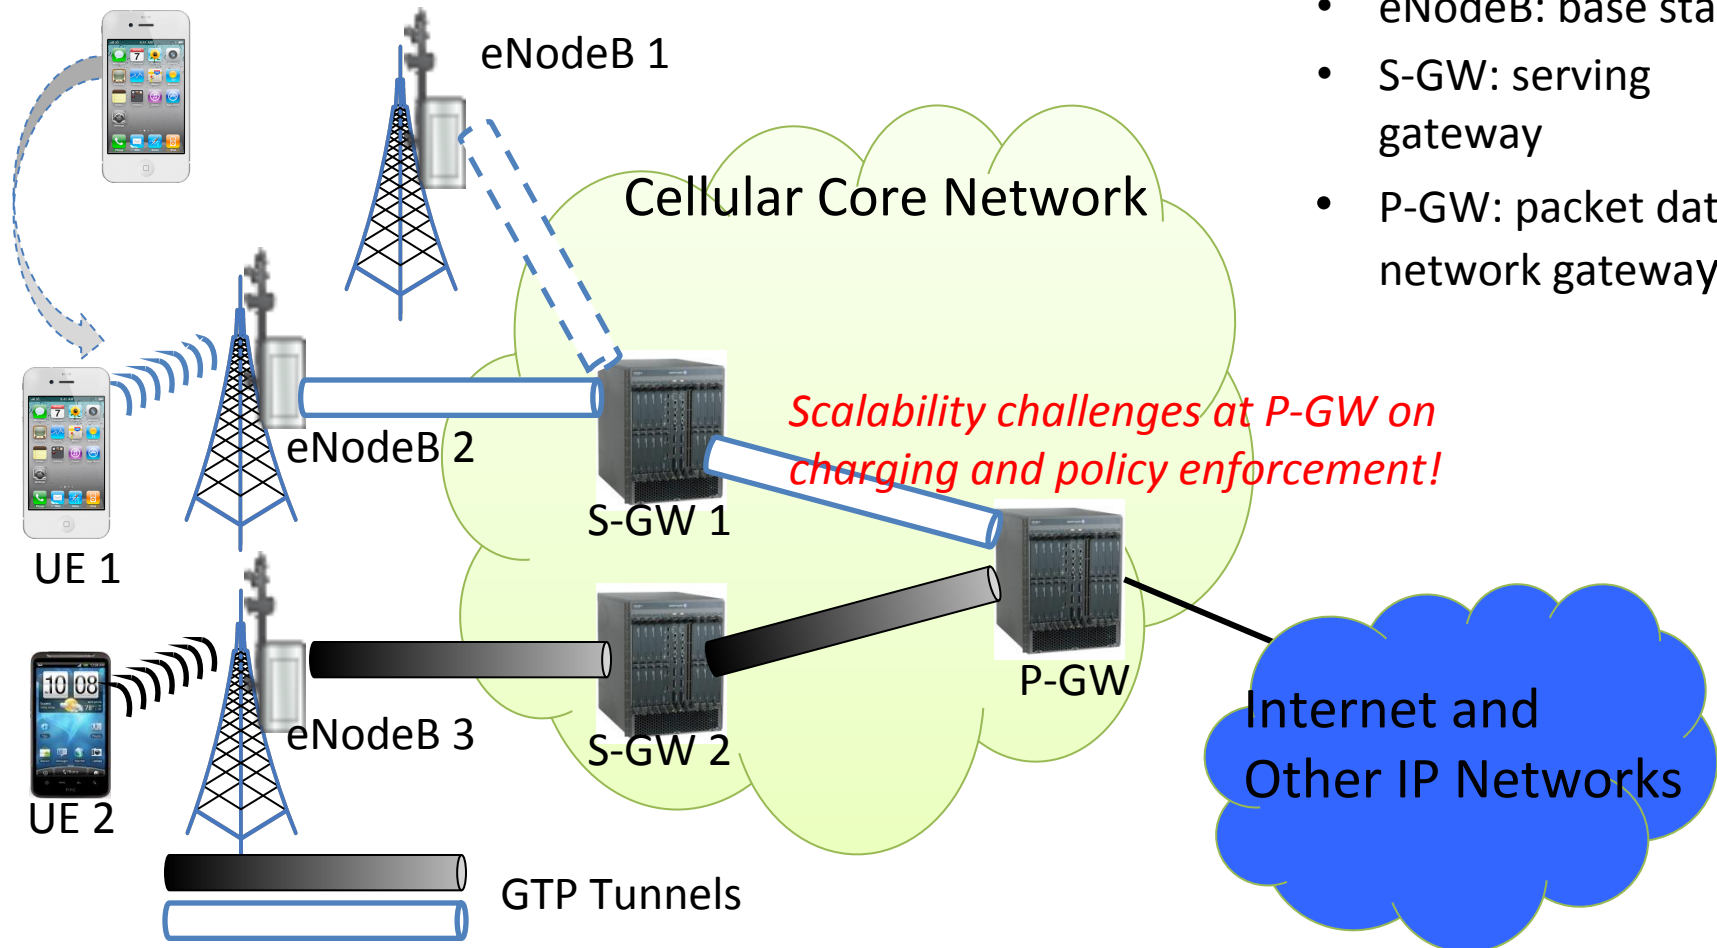 eNodeB 1
• eNodeB: base sta
• S-GW: serving
gateway
• P-GW: packet dat
network gateway
Cellular Core Network
Scalability challenges at P-GW on
charging and policy enforcement!
eNodeB 2
S-GW 1
UE 1
P-GW
eNodeB 3
S-GW 2
UE 2
10 08
Internet and
Other IP Networks
GTP Tunnels